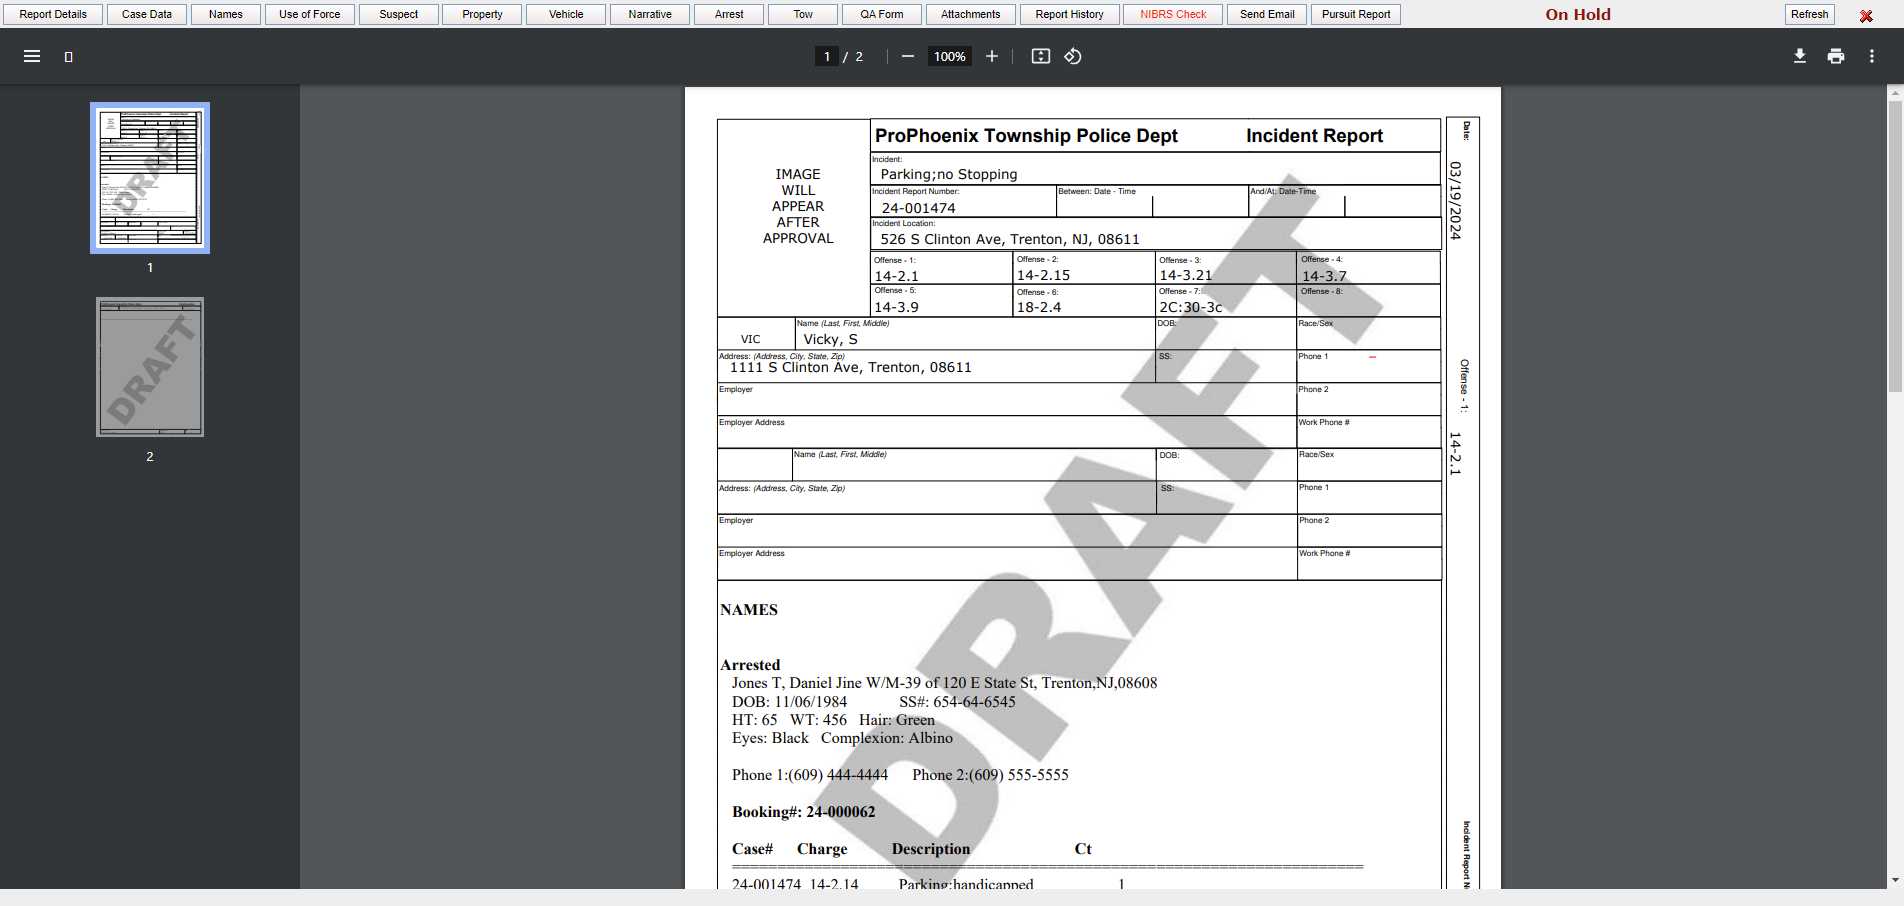 Report Details Case Data Names Use of Force Suspect Property Vehicle Narrative Arrest Tow QA Form Attachments Report History NIBRS Check Send Email Pursuit Report On Hold Refresh
1 / 2 100%
1
2
DRAFT
DRAFT
DRAFT
IMAGE
WILL
APPEAR
AFTER
APPROVAL
ProPhoenix Township Police Dept Incident Report
Incident:
Parking;no Stopping
Incident Report Number: Between: Date - Time And/At: Date-Time
24-001474
Incident Location:
526 S Clinton Ave, Trenton, NJ, 08611
Offense - 1: Offense - 2: Offense - 3: Offense - 4:
14-2.1 14-2.15 14-3.21 14-3.7
Offense - 5: Offense - 6: Offense - 7: Offense - 8:
14-3.9 18-2.4 2C:30-3c
Name (Last, First, Middle) DOB: Race/Sex
VIC Vicky, S
Address: (Address, City, State, Zip) SS: Phone 1
1111 S Clinton Ave, Trenton, 08611
Employer Phone 2
Employer Address Work Phone #
Name (Last, First, Middle) DOB: Race/Sex
Address: (Address, City, State, Zip) SS: Phone 1
Employer Phone 2
Employer Address Work Phone #
NAMES
Arrested
Jones T, Daniel Jine W/M-39 of 120 E State St, Trenton,NJ,08608
DOB: 11/06/1984 SS#: 654-64-6545
HT: 65 WT: 456 Hair: Green
Eyes: Black Complexion: Albino
Phone 1:(609) 444-4444 Phone 2:(609) 555-5555
Booking#: 24-000062
Case# Charge Description Ct
24-001474 14-2.14 Parking;handicapped 1
Date: 03/19/2024 Offense - 1: 14-2.1 Incident Report